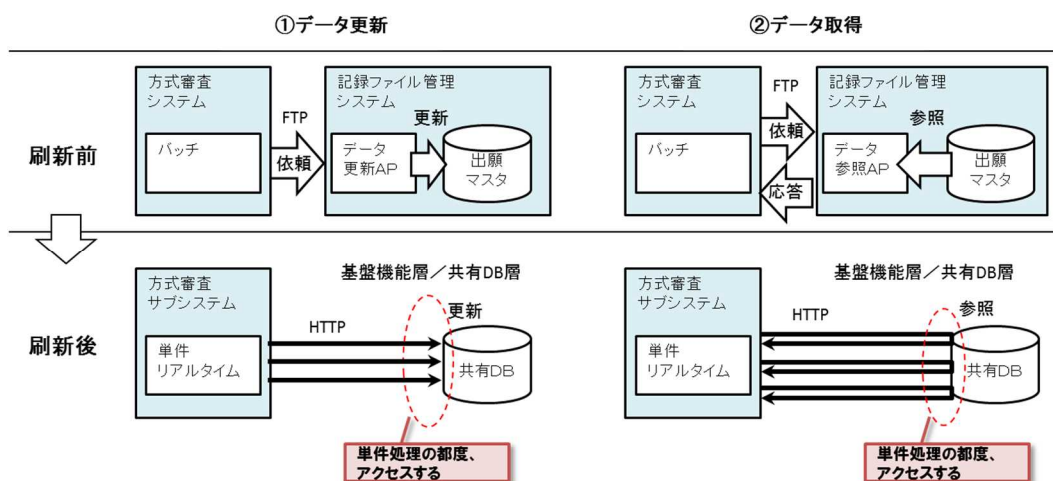 ①データ更新
②データ取得
刷新前
方式審査
システム
バッチ
FTP
依頼
記録ファイル管理
システム
更新
データ
更新AP
出願
マスタ
方式審査
システム
バッチ
FTP
依頼
応答
記録ファイル管理
システム
参照
データ
参照AP
出願
マスタ
刷新後
方式審査
サブシステム
単件
リアルタイム
HTTP
基盤機能層／共有DB層
更新
共有DB
単件処理の都度、
アクセスする
方式審査
サブシステム
単件
リアルタイム
HTTP
基盤機能層／共有DB層
参照
共有DB
単件処理の都度、
アクセスする